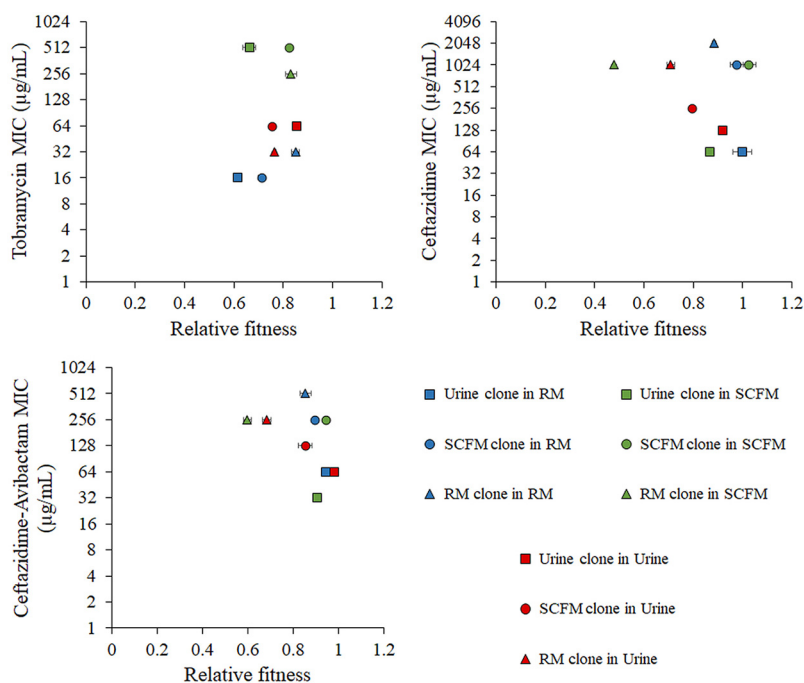 Tobramycin MIC (µg/mL)
1024
512
256
128
64
32
16
8
4
2
1
0 0.2 0.4 0.6 0.8 1 1.2
Relative fitness
Ceftazidime MIC (µg/mL)
4096
2048
1024
512
256
128
64
32
16
8
4
2
1
0 0.2 0.4 0.6 0.8 1 1.2
Relative fitness
Ceftazidime-Avibactam MIC
(µg/mL)
1024
512
256
128
64
32
16
8
4
2
1
0 0.2 0.4 0.6 0.8 1 1.2
Relative fitness
Urine clone in RM
Urine clone in SCFM
SCFM clone in RM
SCFM clone in SCFM
RM clone in RM
RM clone in SCFM
Urine clone in Urine
SCFM clone in Urine
RM clone in Urine